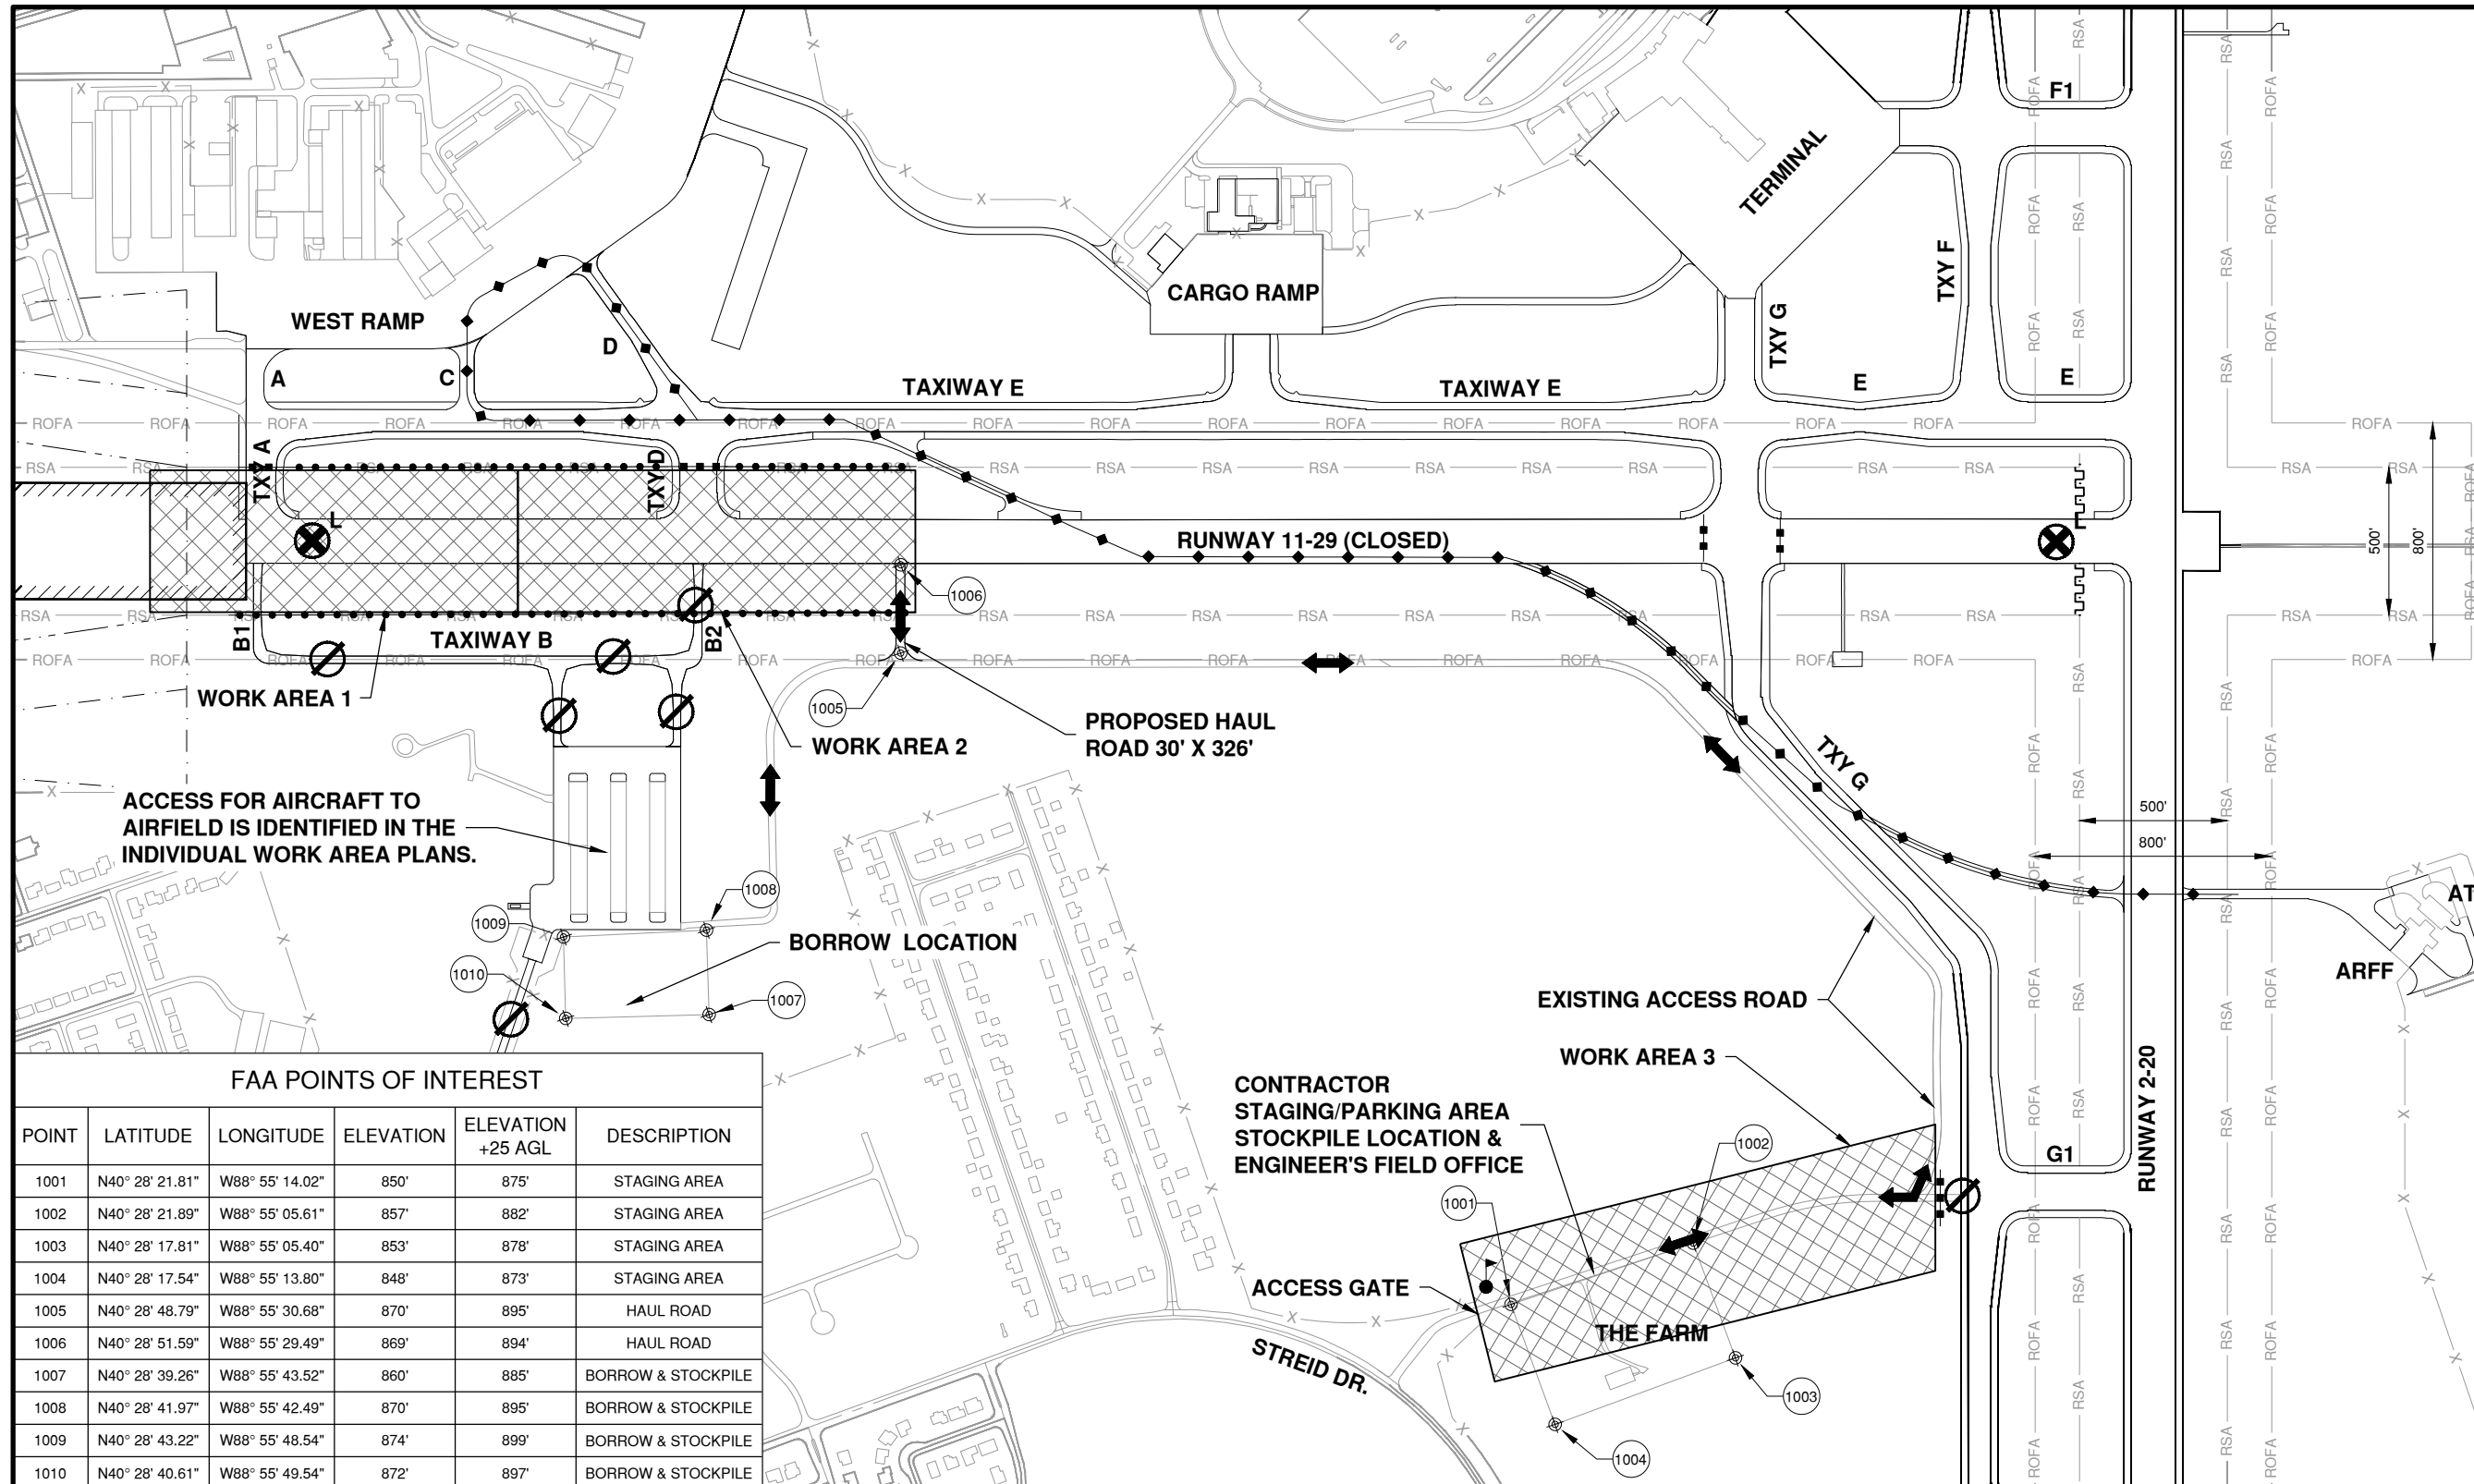 F1
TERMINAL
TXY F
CARGO RAMP
WEST RAMP
TXY G
D
A
C
TAXIWAY E
TAXIWAY E
E
E
ROFA
RSA
TXY A
TXY D
L
RUNWAY 11-29 (CLOSED)
L
500'
800'
1006
B1
TAXIWAY B
B2
WORK AREA 1
1005
PROPOSED HAUL
ROAD 30' X 326'
WORK AREA 2
TXY G
ACCESS FOR AIRCRAFT TO
AIRFIELD IS IDENTIFIED IN THE
INDIVIDUAL WORK AREA PLANS.
500'
800'
1008
1009
AT
BORROW LOCATION
1010
1007
ARFF
EXISTING ACCESS ROAD
WORK AREA 3
CONTRACTOR
STAGING/PARKING AREA
STOCKPILE LOCATION &
ENGINEER'S FIELD OFFICE
1002
G1
RUNWAY 2-20
1001
ACCESS GATE
THE FARM
STREID DR.
1003
1004
FAA POINTS OF INTEREST
POINT LATITUDE LONGITUDE ELEVATION ELEVATION +25 AGL DESCRIPTION
1001 N40° 28' 21.81" W88° 55' 14.02" 850' 875' STAGING AREA
1002 N40° 28' 21.89" W88° 55' 05.61" 857' 882' STAGING AREA
1003 N40° 28' 17.81" W88° 55' 05.40" 853' 878' STAGING AREA
1004 N40° 28' 17.54" W88° 55' 13.80" 848' 873' STAGING AREA
1005 N40° 28' 48.79" W88° 55' 30.68" 870' 895' HAUL ROAD
1006 N40° 28' 51.59" W88° 55' 29.49" 869' 894' HAUL ROAD
1007 N40° 28' 39.26" W88° 55' 43.52" 860' 885' BORROW & STOCKPILE
1008 N40° 28' 41.97" W88° 55' 42.49" 870' 895' BORROW & STOCKPILE
1009 N40° 28' 43.22" W88° 55' 48.54" 874' 899' BORROW & STOCKPILE
1010 N40° 28' 40.61" W88° 55' 49.54" 872' 897' BORROW & STOCKPILE